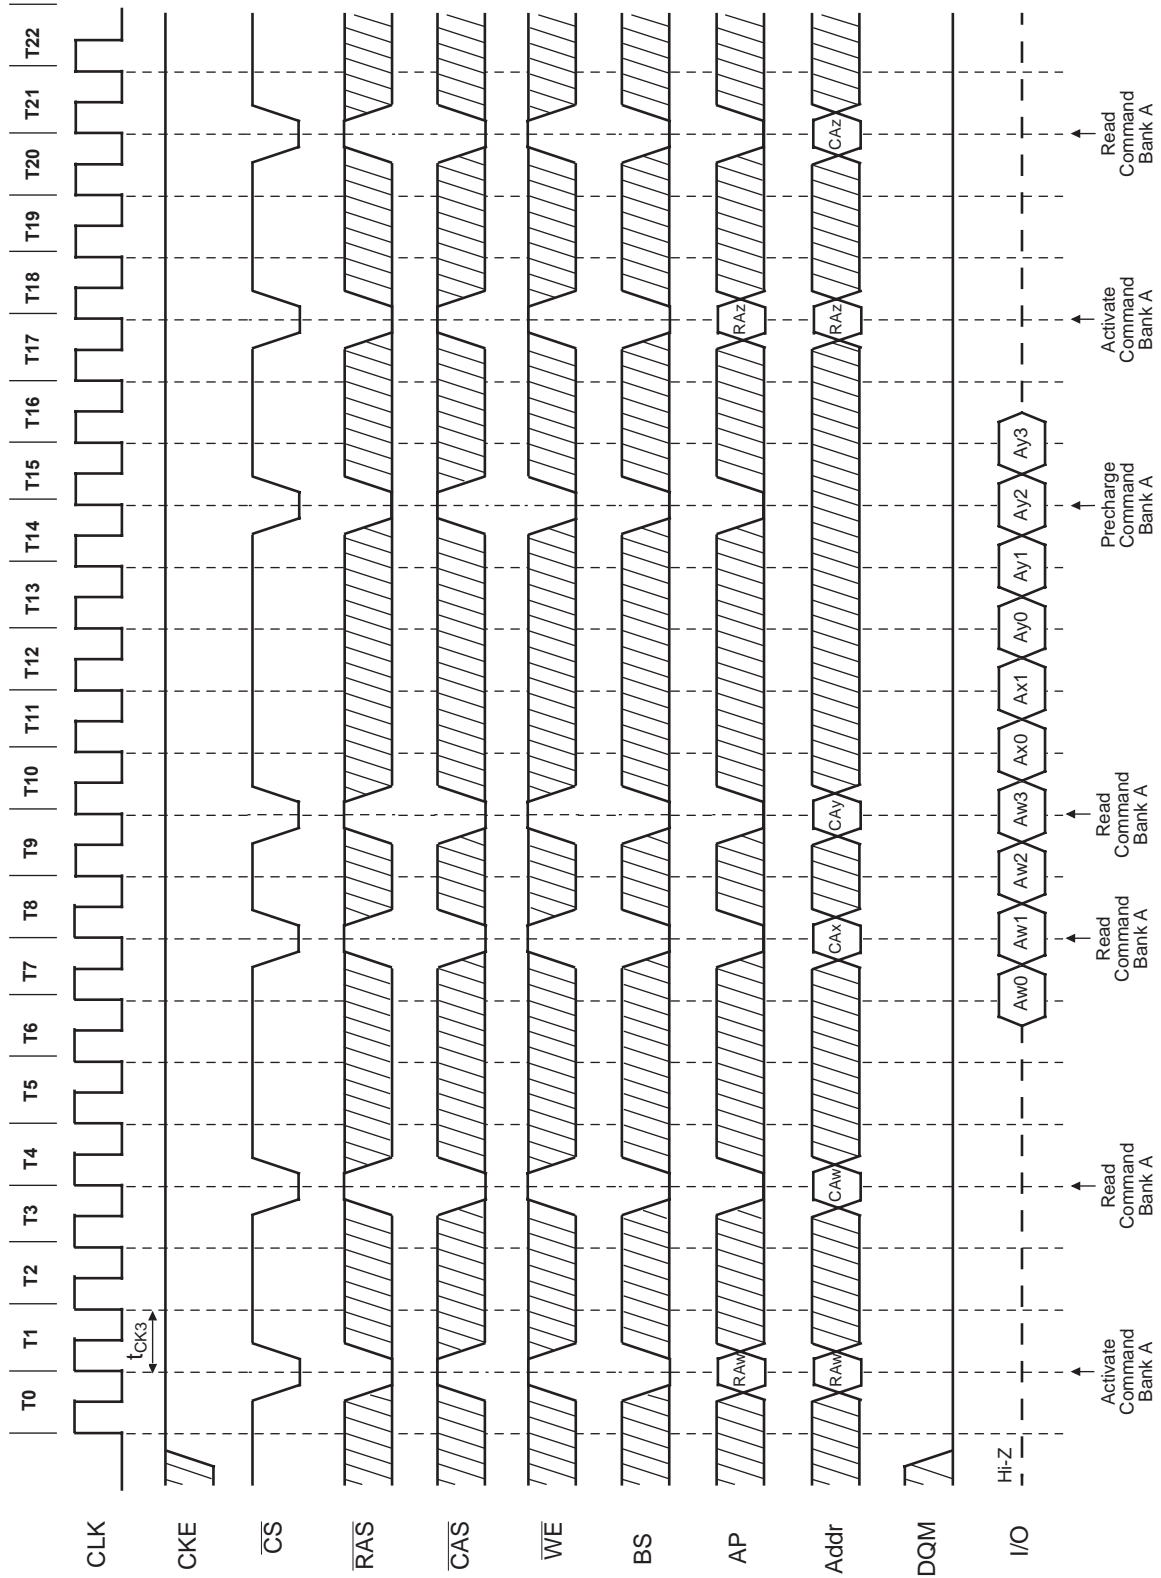 T0 T1 T2 T3 T4 T5 T6 T7 T8 T9 T10 T11 T12 T13 T14 T15 T16 T17 T18 T19 T20 T21 T22
CLK
tCK3
CKE
CS
RAS
CAS
WE
BS
AP RAw RAz
Addr RAw CAw CAx CAy RAz CAz
DQM
I/O Hi-Z Aw0 Aw1 Aw2 Aw3 Ax0 Ax1 Ay0 Ay1 Ay2 Ay3
Activate
Command
Bank A
Read
Command
Bank A
Read
Command
Bank A
Read
Command
Bank A
Precharge
Command
Bank A
Activate
Command
Bank A
Read
Command
Bank A